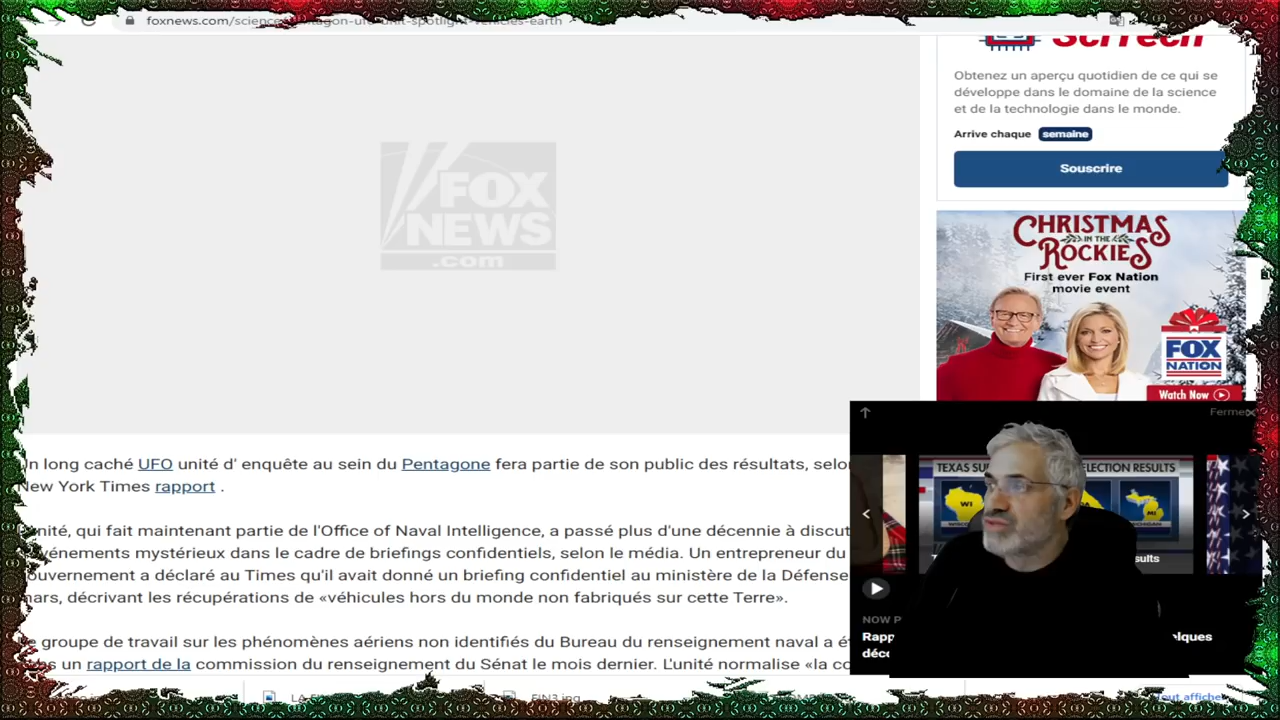 foxnews.com/science
-spotlight-vehicles-earth
SciTech
Obtenez un aperçu quotidien de ce qui se
développe dans le domaine de la science
et de la technologie dans le monde.
Arrive chaque semaine
Souscrire
FOX
NEWS
.com
CHRISTMAS
IN THE
ROCKIES
First ever Fox Nation
movie event
FOX
NATION
Watch Now
Fermer
n long caché UFO unité d' enquête au sein du Pentagone fera partie de son public des résultats, selon
New York Times rapport .
unité, qui fait maintenant partie de l'Office of Naval Intelligence, a passé plus d'une décennie à discut
événements mystérieux dans le cadre de briefings confidentiels, selon le média. Un entrepreneur du
gouvernement a déclaré au Times qu'il avait donné un briefing confidentiel au ministère de la Défense
mars, décrivant les récupérations de «véhicules hors du monde non fabriqués sur cette Terre».
e groupe de travail sur les phénomènes aériens non identifiés du Bureau du renseignement naval a ét
un rapport de la commission du renseignement du Sénat le mois dernier. L'unité normalise «la co
TEXAS SU
ELECTION RESULTS
WI
MI
MICHIGAN
sults
NOW P
Rapp
elques
déco
FIN3.jpg
out affiche